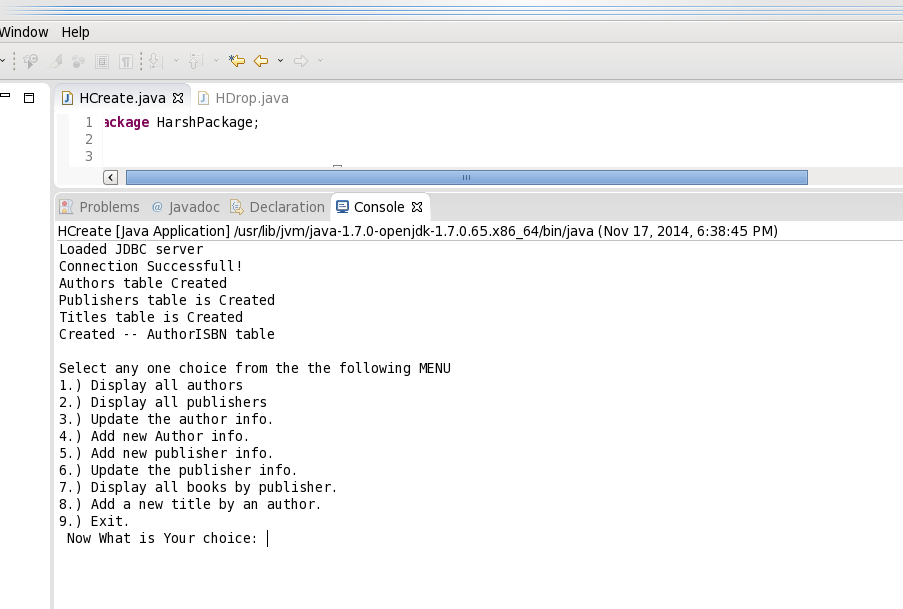 Window Help
HCreate.java HDrop.java
1 ackage HarshPackage;
2
3
Problems @ Javadoc Declaration Console
HCreate [Java Application] /usr/lib/jvm/java-1.7.0-openjdk-1.7.0.65.x86_64/bin/java (Nov 17, 2014, 6:38:45 PM)
Loaded JDBC server
Connection Successfull!
Authors table Created
Publishers table is Created
Titles table is Created
Created -- AuthorISBN table
Select any one choice from the the following MENU
1.) Display all authors
2.) Display all publishers
3.) Update the author info.
4.) Add new Author info.
5.) Add new publisher info.
6.) Update the publisher info.
7.) Display all books by publisher.
8.) Add a new title by an author.
9.) Exit.
Now What is Your choice: